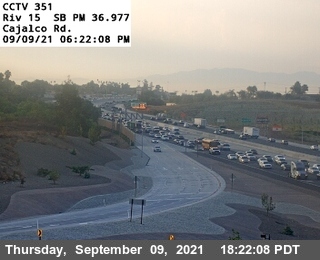 CCTV 351
Riv 15 SB PM 36.977
Cajalco Rd.
09/09/21 06:22:08 PM
Thursday, September 09, 2021 18:22:08 PDT